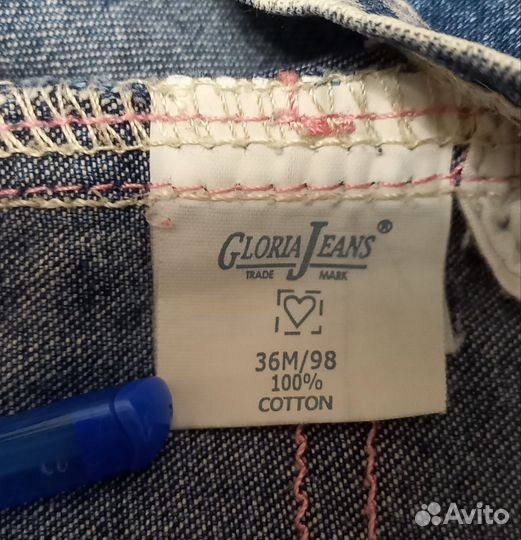 GLORIA JEANS ®
TRADE MARK
36M/98
100%
COTTON
Avito